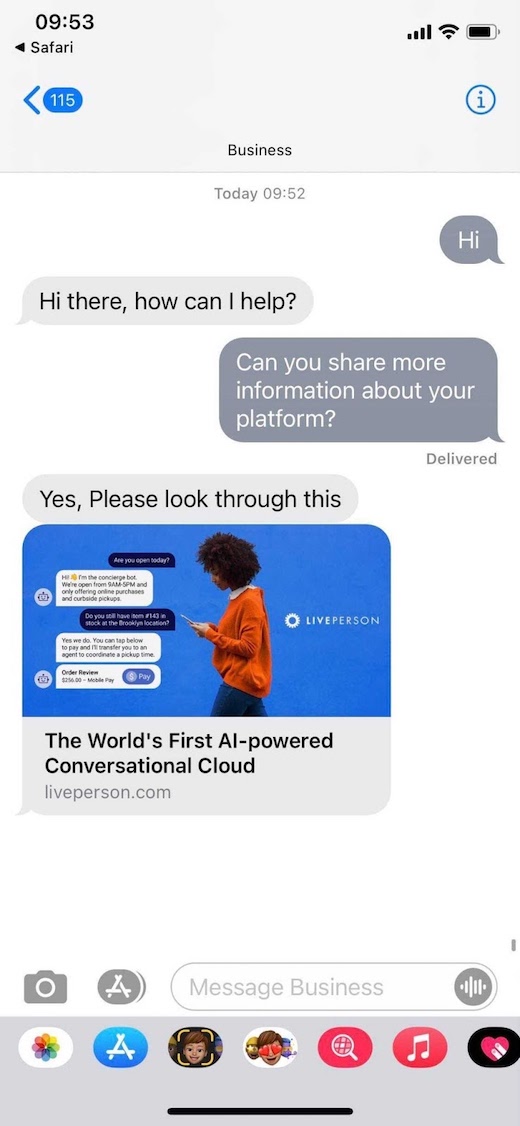 09:53
Safari
115
Business
Today 09:52
Hi
Hi there, how can I help?
Can you share more
information about your
platform?
Delivered
Yes, Please look through this
Are you open today?
Hi! 👋 I'm the concierge bot.
We're open from 9AM-5PM and
only offering online purchases
and curbside pickups.
Do you still have item #143 in
stock at the Brooklyn location?
Yes we do. You can tap below
to pay and I'll transfer you to an
agent to coordinate a pickup time.
Order Review
$256.00 - Mobile Pay
Pay
LIVEPERSON
The World's First AI-powered
Conversational Cloud
liveperson.com
Message Business